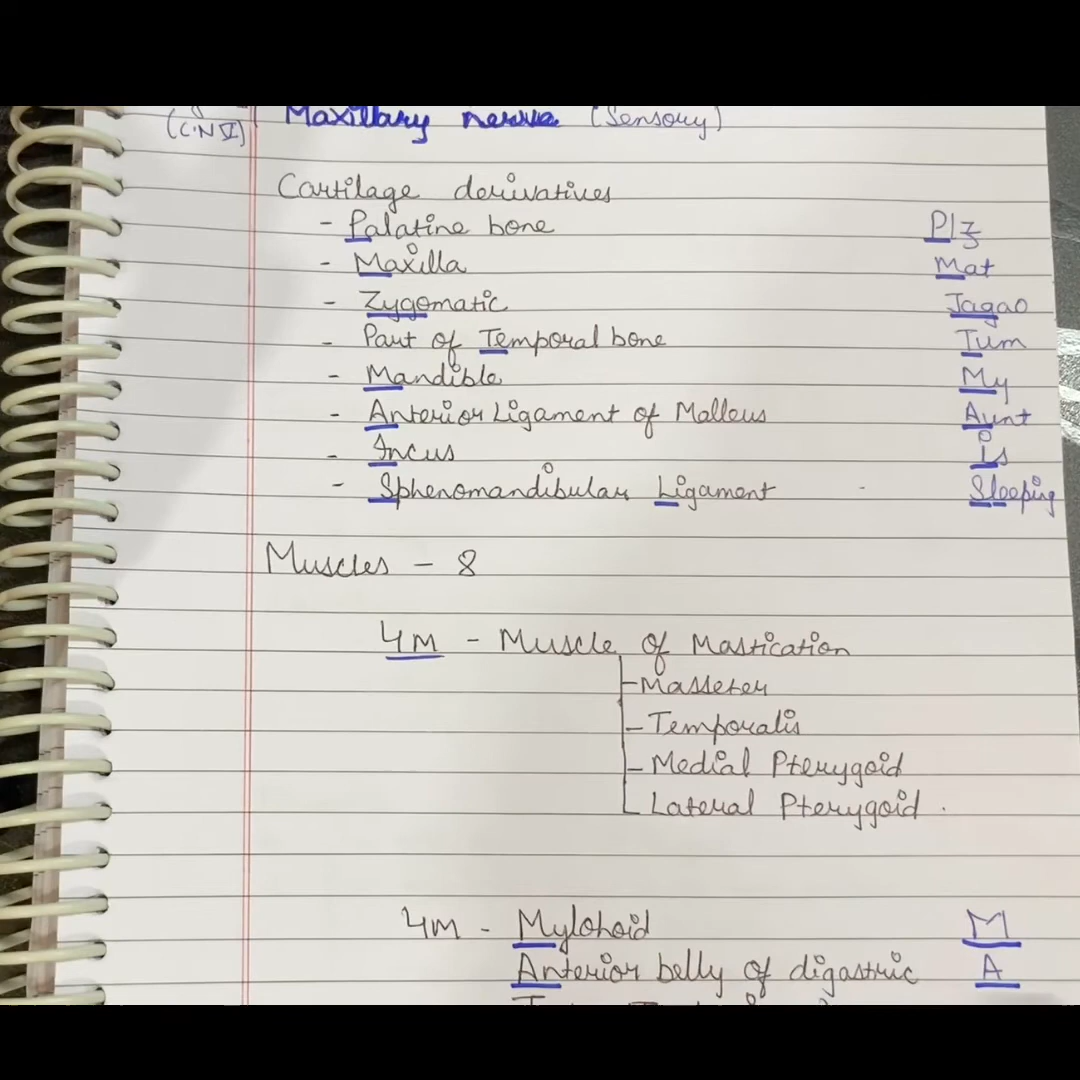 (C.N V) Maxillary nerve (Sensory)
Cartilage derivatives
- Palatine bone Plz
- Maxilla Mat
- Zygomatic Jagao
- Part of Temporal bone Tum
- Mandible My
- Anterior Ligament of Malleus Aunt
- Incus is
- Sphenomandibular Ligament Sleeping
Muscles - 8
4M - Muscle of Mastication
- Masseter
- Temporalis
- Medial Pterygoid
- Lateral Pterygoid.
4M - Mylohoid M
Anterior belly of digastric A